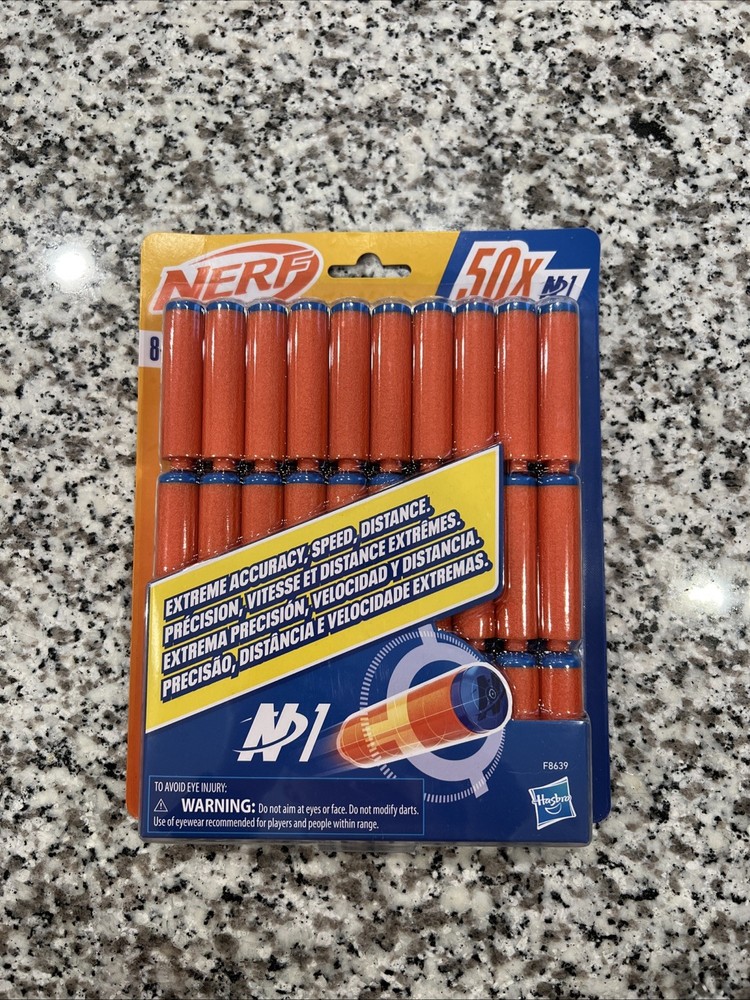 NERF
50x N1
8
EXTREME ACCURACY, SPEED, DISTANCE.
PRÉCISION, VITESSE ET DISTANCE EXTRÊMES.
EXTREMA PRECISIÓN, VELOCIDAD Y DISTANCIA.
PRECISÃO, DISTÂNCIA E VELOCIDADE EXTREMAS.
N1
F8639
Hasbro
TO AVOID EYE INJURY:
WARNING: Do not aim at eyes or face. Do not modify darts.
Use of eyewear recommended for players and people within range.